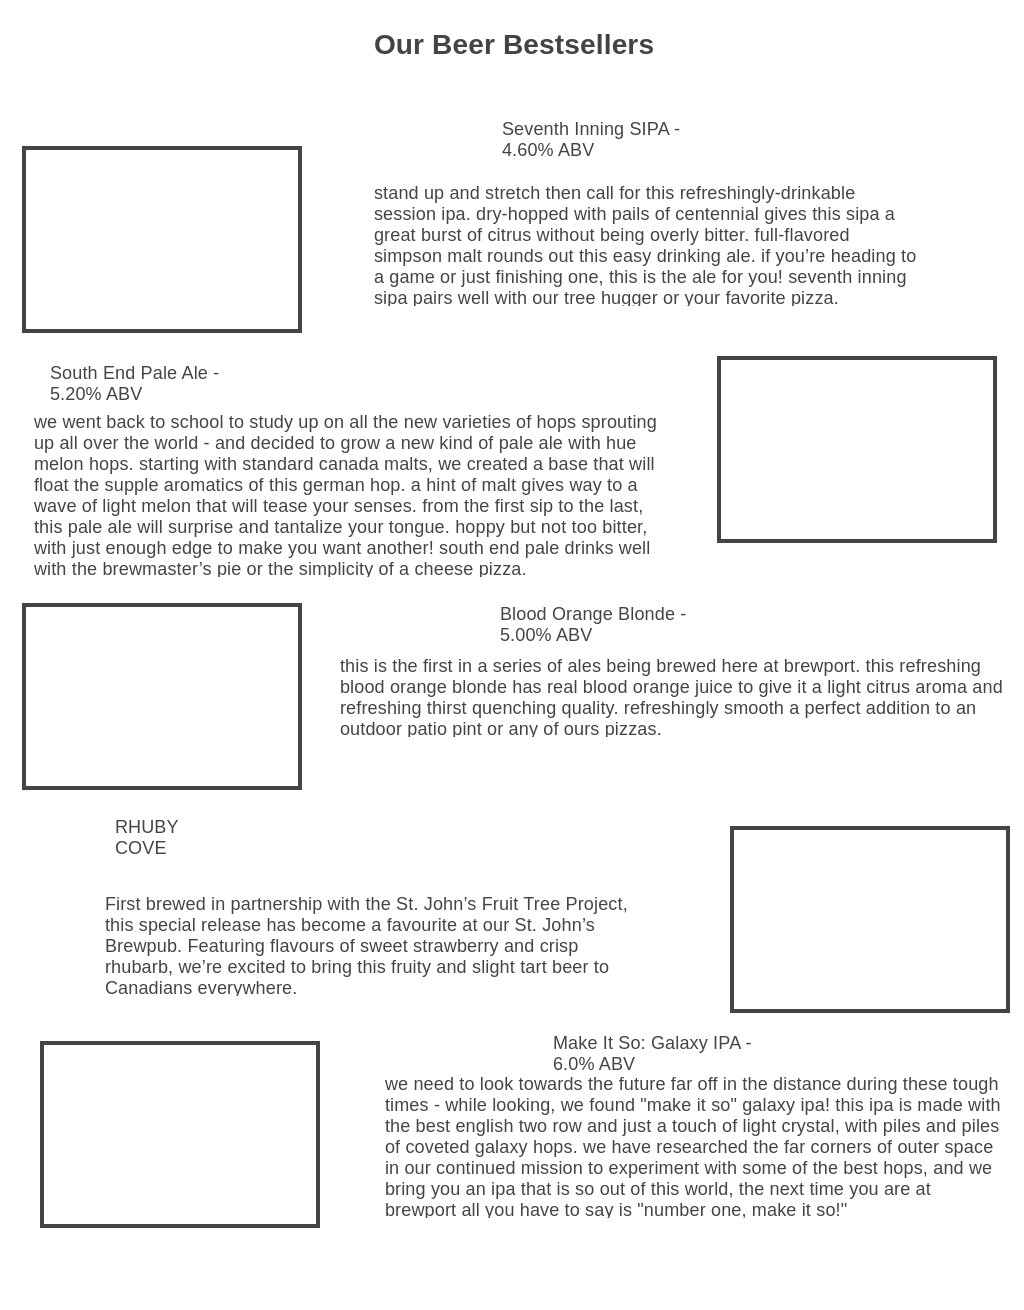 Our Beer Bestsellers
Seventh Inning SIPA -
4.60% ABV
stand up and stretch then call for this refreshingly-drinkable
session ipa. dry-hopped with pails of centennial gives this sipa a
great burst of citrus without being overly bitter. full-flavored
simpson malt rounds out this easy drinking ale. if you’re heading to
a game or just finishing one, this is the ale for you! seventh inning
sipa pairs well with our tree hugger or your favorite pizza.
South End Pale Ale -
5.20% ABV
we went back to school to study up on all the new varieties of hops sprouting
up all over the world - and decided to grow a new kind of pale ale with hue
melon hops. starting with standard canada malts, we created a base that will
float the supple aromatics of this german hop. a hint of malt gives way to a
wave of light melon that will tease your senses. from the first sip to the last,
this pale ale will surprise and tantalize your tongue. hoppy but not too bitter,
with just enough edge to make you want another! south end pale drinks well
with the brewmaster’s pie or the simplicity of a cheese pizza.
Blood Orange Blonde -
5.00% ABV
this is the first in a series of ales being brewed here at brewport. this refreshing
blood orange blonde has real blood orange juice to give it a light citrus aroma and
refreshing thirst quenching quality. refreshingly smooth a perfect addition to an
outdoor patio pint or any of ours pizzas.
RHUBY
COVE
First brewed in partnership with the St. John’s Fruit Tree Project,
this special release has become a favourite at our St. John’s
Brewpub. Featuring flavours of sweet strawberry and crisp
rhubarb, we’re excited to bring this fruity and slight tart beer to
Canadians everywhere.
Make It So: Galaxy IPA -
6.0% ABV
we need to look towards the future far off in the distance during these tough
times - while looking, we found "make it so" galaxy ipa! this ipa is made with
the best english two row and just a touch of light crystal, with piles and piles
of coveted galaxy hops. we have researched the far corners of outer space
in our continued mission to experiment with some of the best hops, and we
bring you an ipa that is so out of this world, the next time you are at
brewport all you have to say is "number one, make it so!"